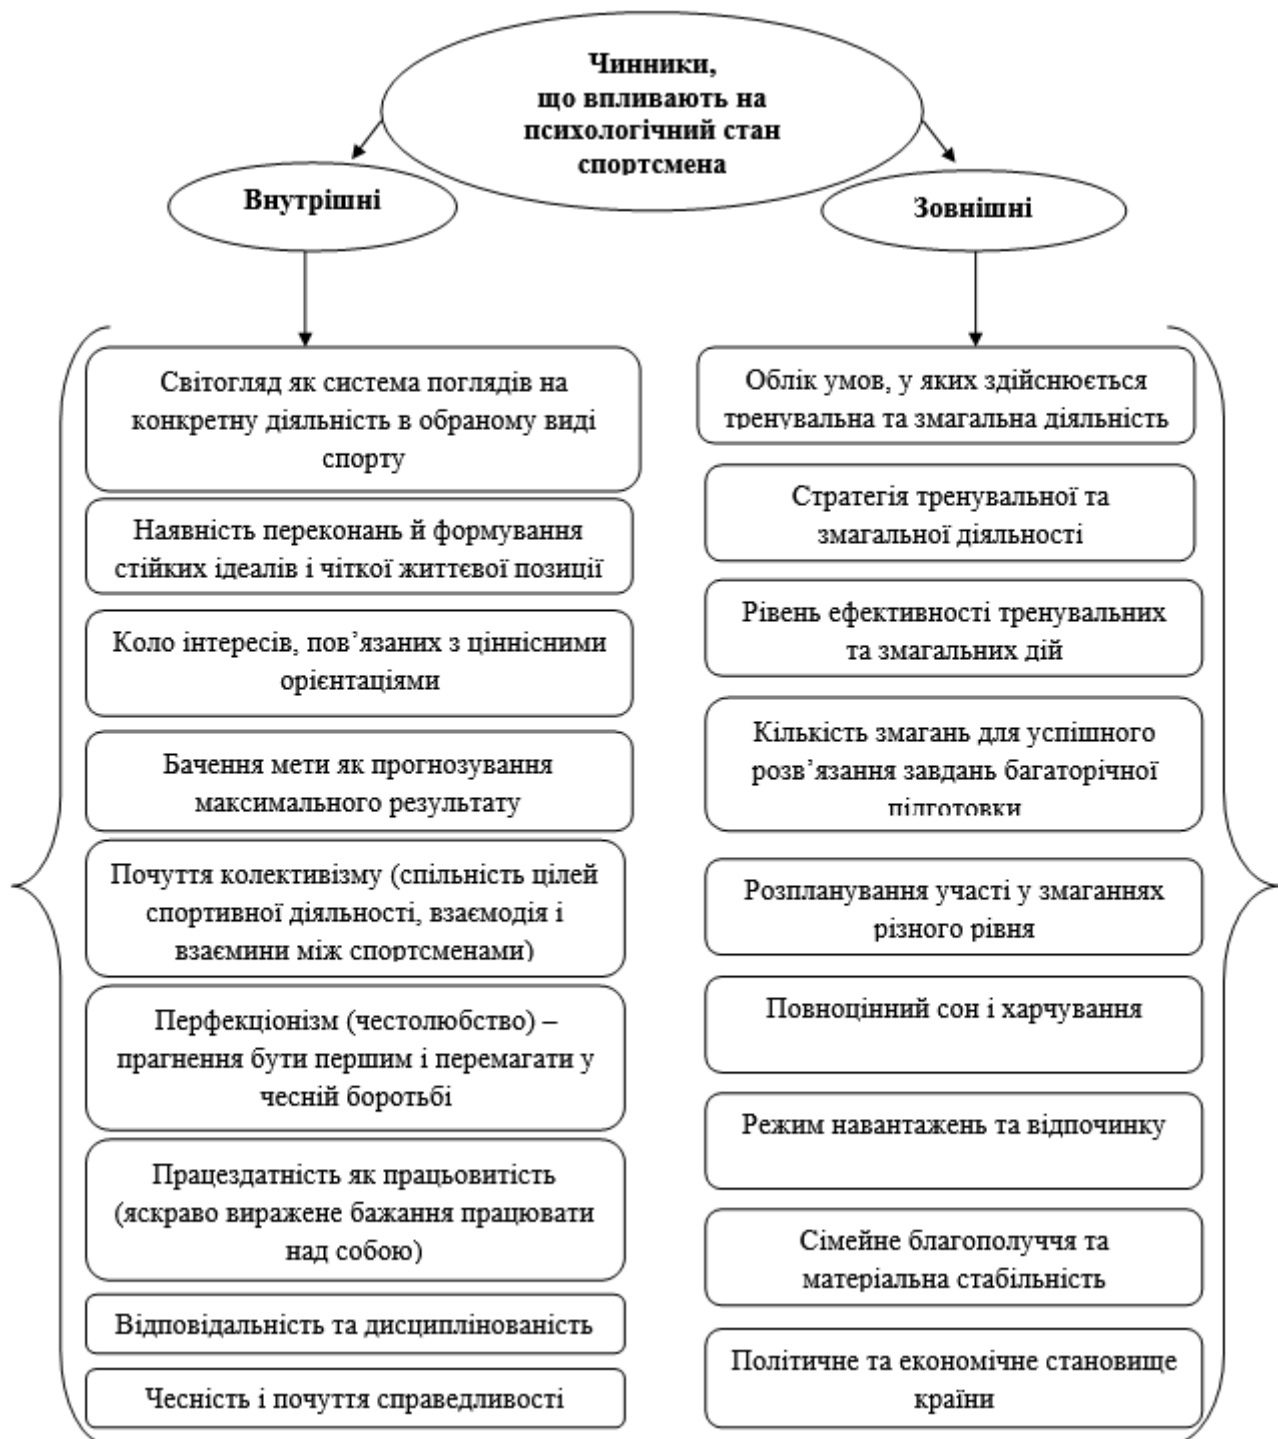 Чинники,
що впливають на
психологічний стан
спортсмена
Внутрішні
Зовнішні
Світогляд як система поглядів на
конкретну діяльність в обраному виді
спорту
Наявність переконань й формування
стійких ідеалів і чіткої життєвої позиції
Коло інтересів, пов’язаних з ціннісними
орієнтаціями
Бачення мети як прогнозування
максимального результату
Почуття колективізму (спільність цілей
спортивної діяльності, взаємодія і
взаємини між спортсменами)
Перфекціонізм (честолюбство) –
прагнення бути першим і перемагати у
чесній боротьбі
Працездатність як працьовитість
(яскраво виражене бажання працювати
над собою)
Відповідальність та дисциплінованість
Чесність і почуття справедливості
Облік умов, у яких здійснюється
тренувальна та змагальна діяльність
Стратегія тренувальної та
змагальної діяльності
Рівень ефективності тренувальних
та змагальних дій
Кількість змагань для успішного
розв’язання завдань багаторічної
підготовки
Розпланування участі у змаганнях
різного рівня
Повноцінний сон і харчування
Режим навантажень та відпочинку
Сімейне благополуччя та
матеріальна стабільність
Політичне та економічне становище
країни